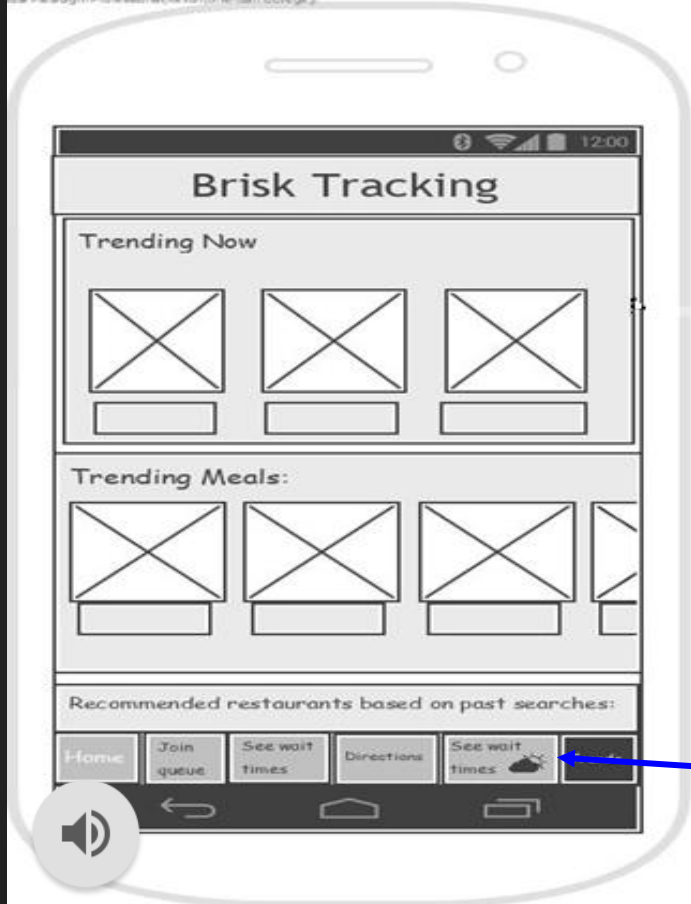 12:00
Brisk Tracking
Trending Now
Trending Meals:
Recommended restaurants based on past searches:
Home
Join
queue
See wait
times
Directions
See wait
times